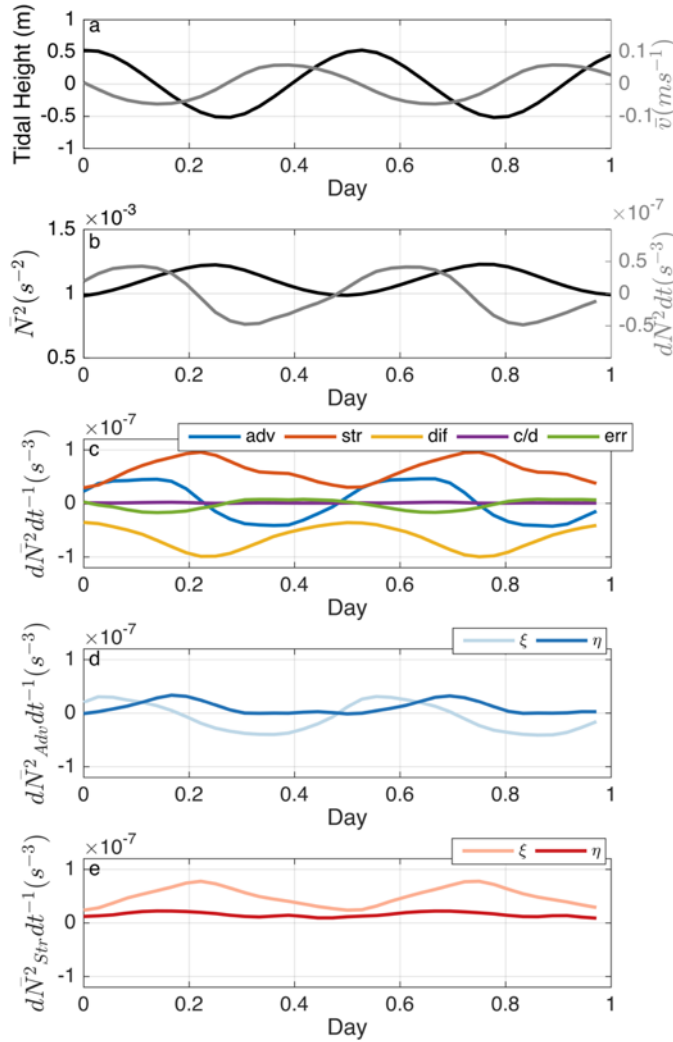 a
Tidal Height (m)
1
0.5
0
-0.5
-1
0.1
0
-0.1
v̄(ms⁻¹)
0 0.2 0.4 0.6 0.8 1
Day
×10⁻³
×10⁻⁷
b
N̄²(s⁻²)
1.5
1
0.5
0.5
0
-0.5
dN̄²dt(s⁻³)
0 0.2 0.4 0.6 0.8 1
Day
×10⁻⁷
adv str dif c/d err
c
dN̄²dt⁻¹(s⁻³)
1
0
-1
0 0.2 0.4 0.6 0.8 1
Day
×10⁻⁷
ξ η
d
dN̄²_Adv dt⁻¹(s⁻³)
1
0
-1
0 0.2 0.4 0.6 0.8 1
Day
×10⁻⁷
ξ η
e
dN̄²_Str dt⁻¹(s⁻³)
1
0
-1
0 0.2 0.4 0.6 0.8 1
Day